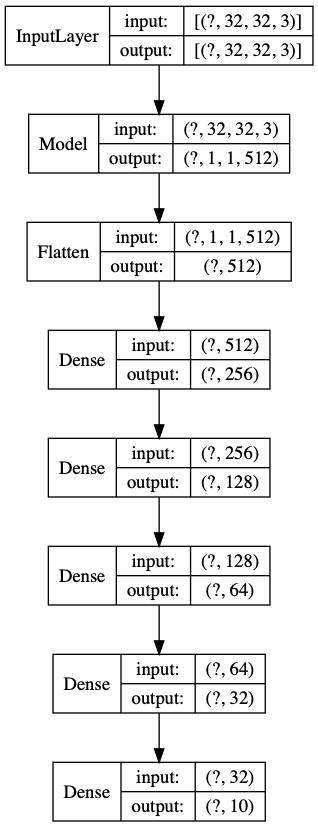 InputLayer
input: [(?, 32, 32, 3)]
output: [(?, 32, 32, 3)]
Model
input: (?, 32, 32, 3)
output: (?, 1, 1, 512)
Flatten
input: (?, 1, 1, 512)
output: (?, 512)
Dense
input: (?, 512)
output: (?, 256)
Dense
input: (?, 256)
output: (?, 128)
Dense
input: (?, 128)
output: (?, 64)
Dense
input: (?, 64)
output: (?, 32)
Dense
input: (?, 32)
output: (?, 10)